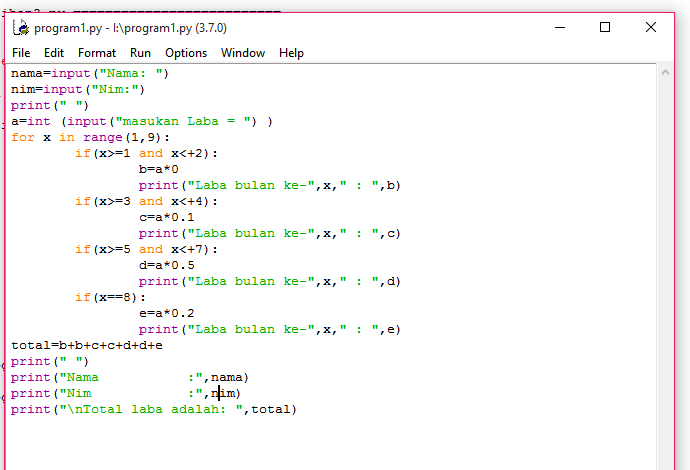 program1.py - I:\program1.py (3.7.0)
File Edit Format Run Options Window Help
nama=input("Nama: ")
nim=input("Nim:")
print(" ")
a=int (input("masukan Laba = ") )
for x in range(1,9):
        if(x>=1 and x<+2):
                b=a*0
                print("Laba bulan ke-",x," : ",b)
        if(x>=3 and x<+4):
                c=a*0.1
                print("Laba bulan ke-",x," : ",c)
        if(x>=5 and x<+7):
                d=a*0.5
                print("Laba bulan ke-",x," : ",d)
        if(x==8):
                e=a*0.2
                print("Laba bulan ke-",x," : ",e)
total=b+b+c+c+d+d+e
print(" ")
print("Nama           :",nama)
print("Nim            :",nim)
print("\nTotal laba adalah: ",total)